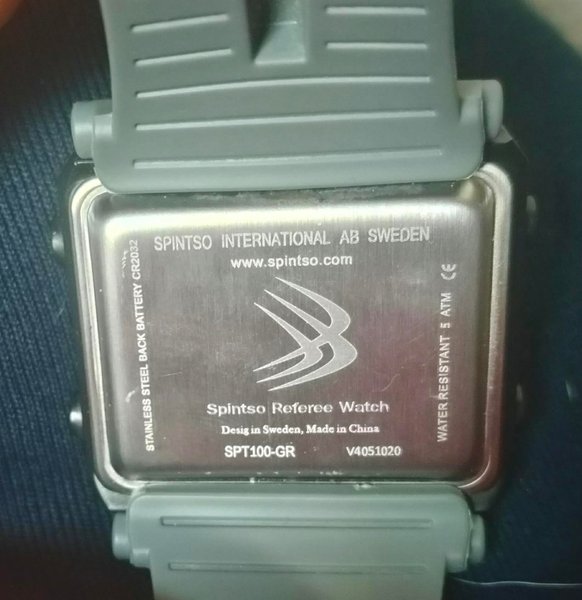 SPINTSO INTERNATIONAL AB SWEDEN
www.spintso.com
STAINLESS STEEL BACK BATTERY CR2032
WATER RESISTANT 5 ATM CE
Spintso Referee Watch
Desig in Sweden, Made in China
SPT100-GR V4051020